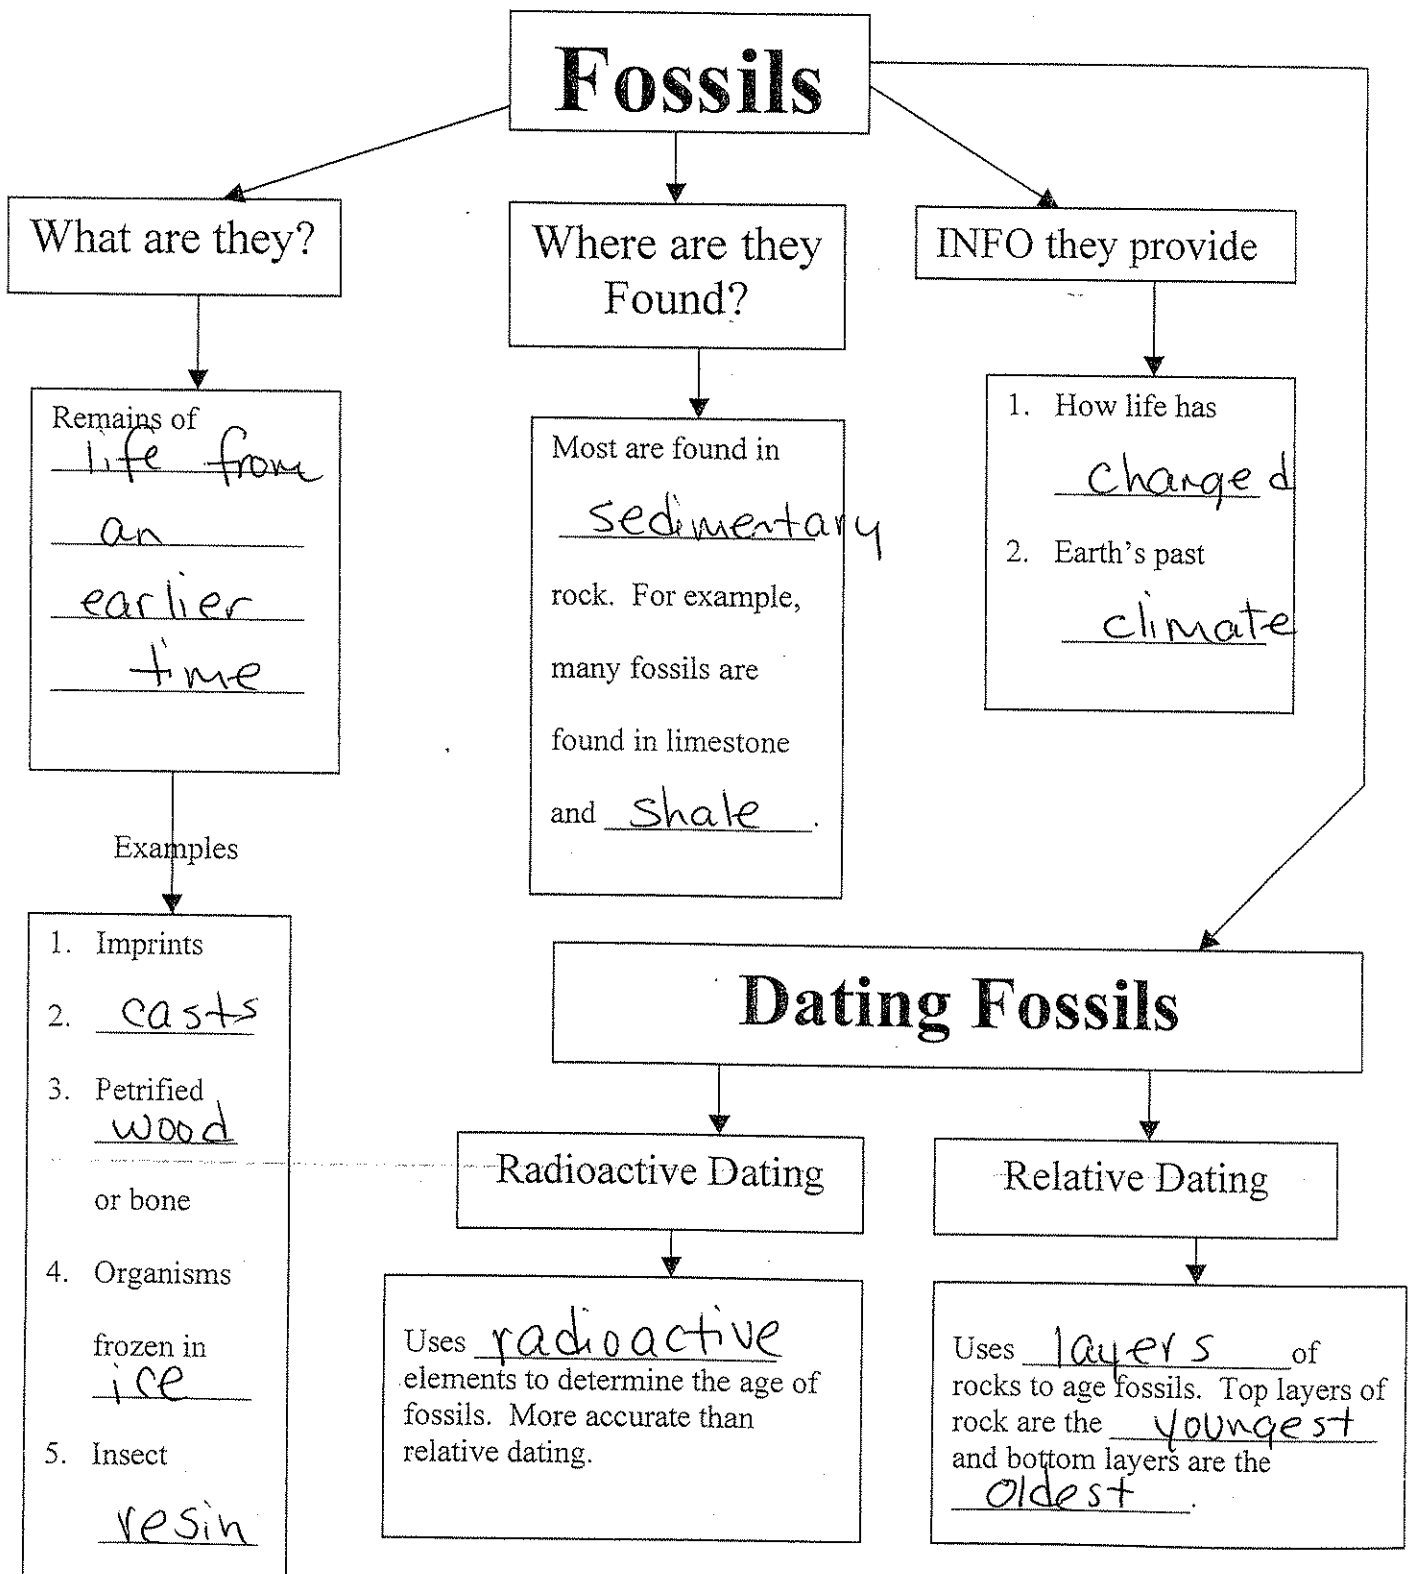 Fossils
What are they?
Remains of
life from
an
earlier
time
Examples
1. Imprints
2. casts
3. Petrified
wood
or bone
4. Organisms
frozen in
ice
5. Insect
resin
Where are they
Found?
Most are found in
sedimentary
rock. For example,
many fossils are
found in limestone
and shale.
INFO they provide
1. How life has
changed
2. Earth's past
climate
Dating Fossils
Radioactive Dating
Uses radioactive
elements to determine the age of
fossils. More accurate than
relative dating.
Relative Dating
Uses layers of
rocks to age fossils. Top layers of
rock are the youngest
and bottom layers are the
oldest.